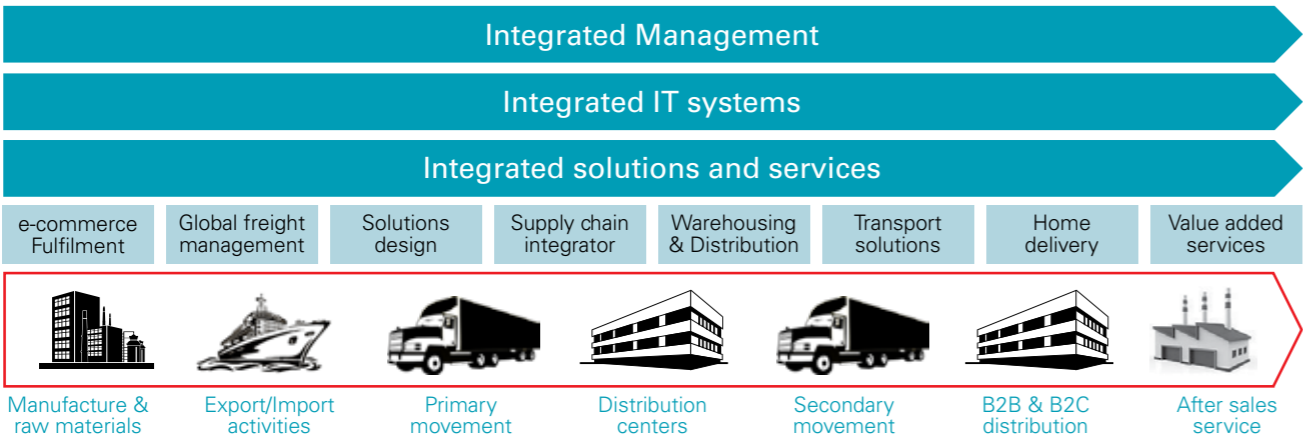 Integrated Management
Integrated IT systems
Integrated solutions and services
e-commerce
Fulfilment
Global freight
management
Solutions
design
Supply chain
integrator
Warehousing
& Distribution
Transport
solutions
Home
delivery
Value added
services
Manufacture &
raw materials
Export/Import
activities
Primary
movement
Distribution
centers
Secondary
movement
B2B & B2C
distribution
After sales
service